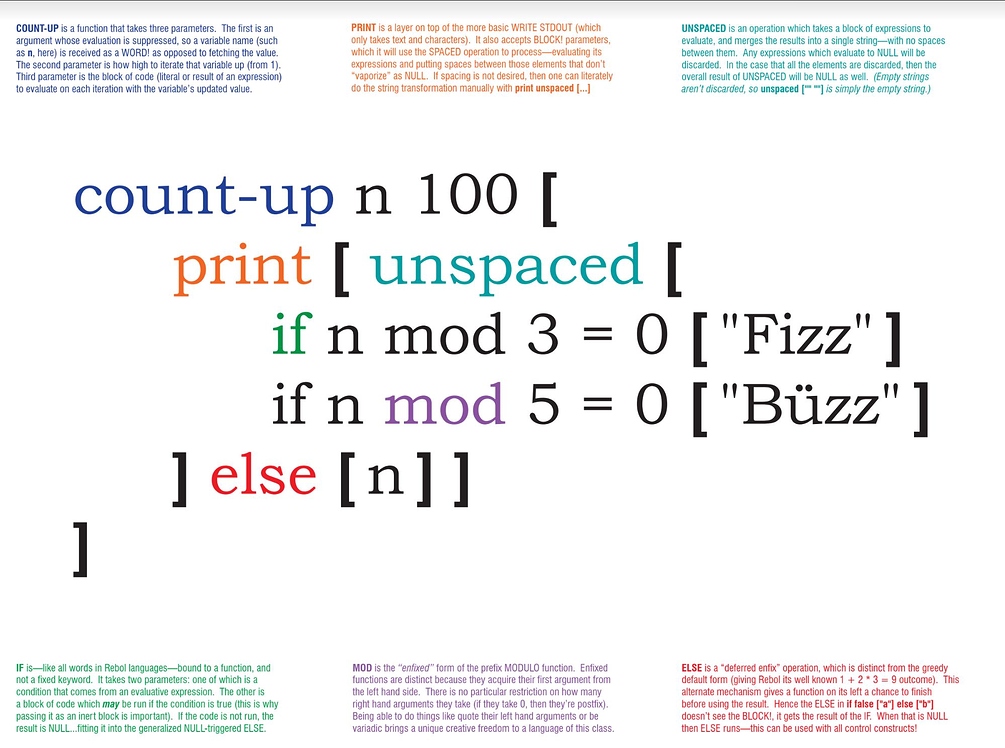 COUNT-UP is a function that takes three parameters. The first is an
argument whose evaluation is suppressed, so a variable name (such
as n, here) is received as a WORD! as opposed to fetching the value.
The second parameter is how high to iterate that variable up (from 1).
Third parameter is the block of code (literal or result of an expression)
to evaluate on each iteration with the variable's updated value.
PRINT is a layer on top of the more basic WRITE STDOUT (which
only takes text and characters). It also accepts BLOCK! parameters,
which it will use the SPACED operation to process—evaluating its
expressions and putting spaces between those elements that don't
"vaporize" as NULL. If spacing is not desired, then one can literately
do the string transformation manually with print unspaced [...]
UNSPACED is an operation which takes a block of expressions to
evaluate, and merges the results into a single string—with no spaces
between them. Any expressions which evaluate to NULL will be
discarded. In the case that all the elements are discarded, then the
overall result of UNSPACED will be NULL as well. (Empty strings
aren't discarded, so unspaced ["" ""] is simply the empty string.)
count-up n 100 [
print [ unspaced [
if n mod 3 = 0 [ "Fizz" ]
if n mod 5 = 0 [ "Büzz" ]
] else [ n ] ]
]
IF is—like all words in Rebol languages—bound to a function, and
not a fixed keyword. It takes two parameters: one of which is a
condition that comes from an evaluative expression. The other is
a block of code which may be run if the condition is true (this is why
passing it as an inert block is important). If the code is not run, the
result is NULL...fitting it into the generalized NULL-triggered ELSE.
MOD is the "enfixed" form of the prefix MODULO function. Enfixed
functions are distinct because they acquire their first argument from
the left hand side. There is no particular restriction on how many
right hand arguments they take (if they take 0, then they're postfix).
Being able to do things like quote their left hand arguments or be
variadic brings a unique creative freedom to a language of this class.
ELSE is a "deferred enfix" operation, which is distinct from the greedy
default form (giving Rebol its well known 1 + 2 * 3 = 9 outcome). This
alternate mechanism gives a function on its left a chance to finish
before using the result. Hence the ELSE in if false ["a"] else ["b"]
doesn't see the BLOCK!, it gets the result of the IF. When that is NULL
then ELSE runs—this can be used with all control constructs!